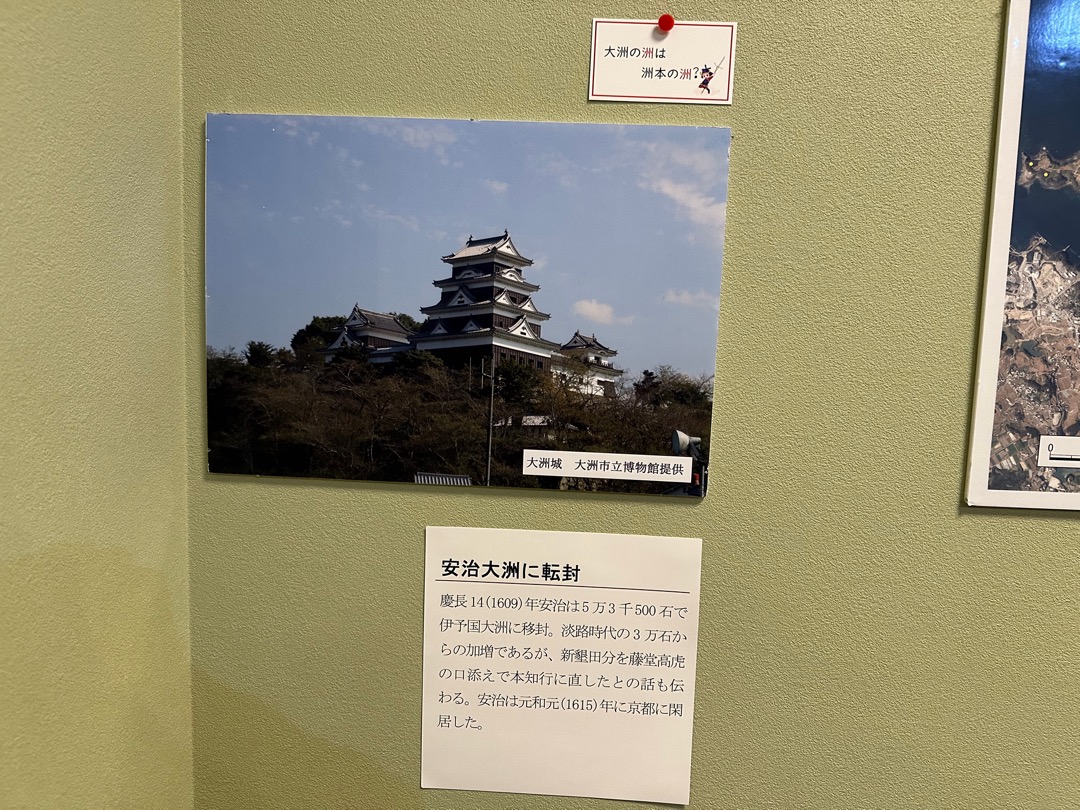 大洲の洲は
洲本の洲?
大洲城 大洲市立博物館提供
安治大洲に転封
慶長14(1609)年安治は5万3千500石で
伊予国大洲に移封。淡路時代の3万石か
らの加増であるが、新墾田分を藤堂高虎
の口添えで本知行に直したとの話も伝
わる。安治は元和元(1615)年に京都に閑
居した。
0